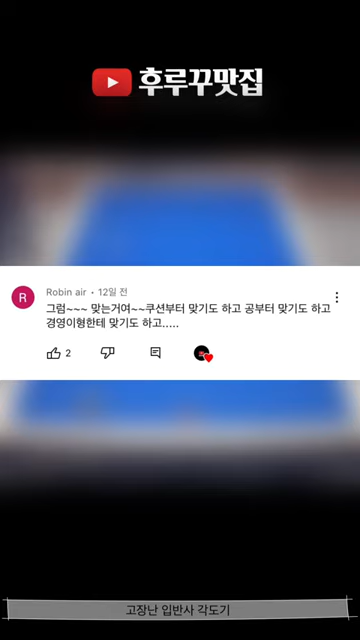 후루꾸맛집
R
Robin air • 12일 전
그럼~~~ 맞는거여~~쿠션부터 맞기도 하고 공부터 맞기도 하고
경영이형한테 맞기도 하고.....
2
고장난 입반사 각도기